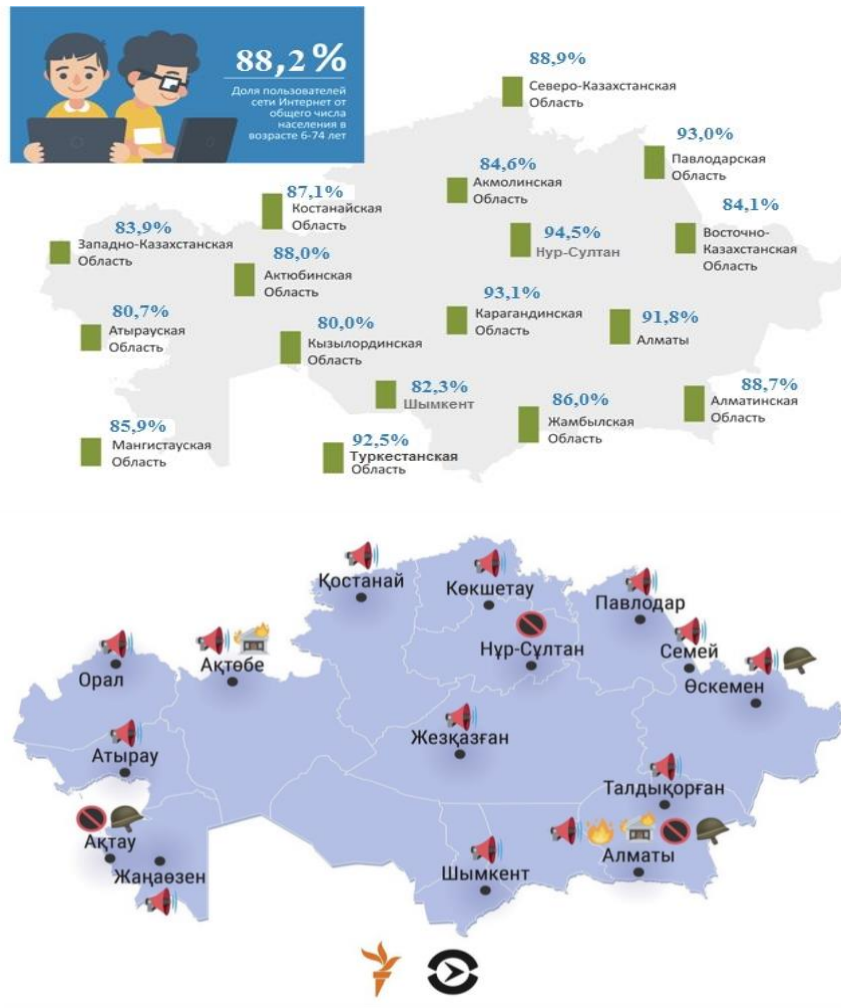 88,2%
Доля пользователей
сети Интернет от
общего числа
населения в
возрасте 6-74 лет
88,9%
Северо-Казахстанская
Область
93,0%
Павлодарская
Область
84,6%
Акмолинская
Область
87,1%
Костанайская
Область
84,1%
Восточно-
Казахстанская
Область
83,9%
Западно-Казахстанская
Область
94,5%
Нур-Султан
88,0%
Актюбинская
Область
93,1%
Карагандинская
Область
91,8%
Алматы
80,7%
Атырауская
Область
80,0%
Кызылординская
Область
82,3%
Шымкент
86,0%
Жамбылская
Область
88,7%
Алматинская
Область
85,9%
Мангистауская
Область
92,5%
Туркестанская
Область
Қостанай
Көкшетау
Павлодар
Орал
Ақтөбе
Нұр-Сұлтан
Семей
Өскемен
Атырау
Жезқазған
Талдықорған
Ақтау
Жаңаөзен
Шымкент
Алматы